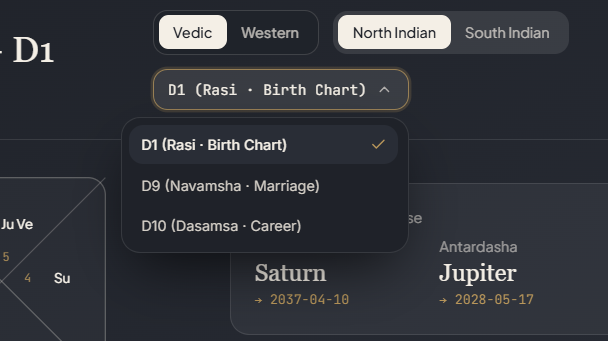 - D1
Vedic Western
North Indian South Indian
D1 (Rasi · Birth Chart)
D1 (Rasi · Birth Chart)
D9 (Navamsha · Marriage)
D10 (Dasamsa · Career)
Ju Ve
5
4 Su
se
Antardasha
Saturn Jupiter
→ 2037-04-10 → 2028-05-17